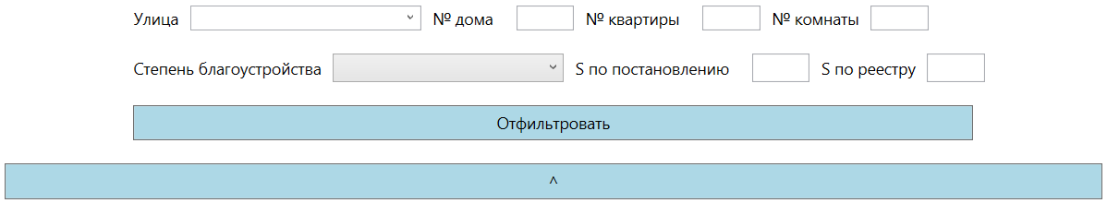 Улица № дома № квартиры № комнаты
Степень благоустройства S по постановлению S по реестру
Отфильтровать
^